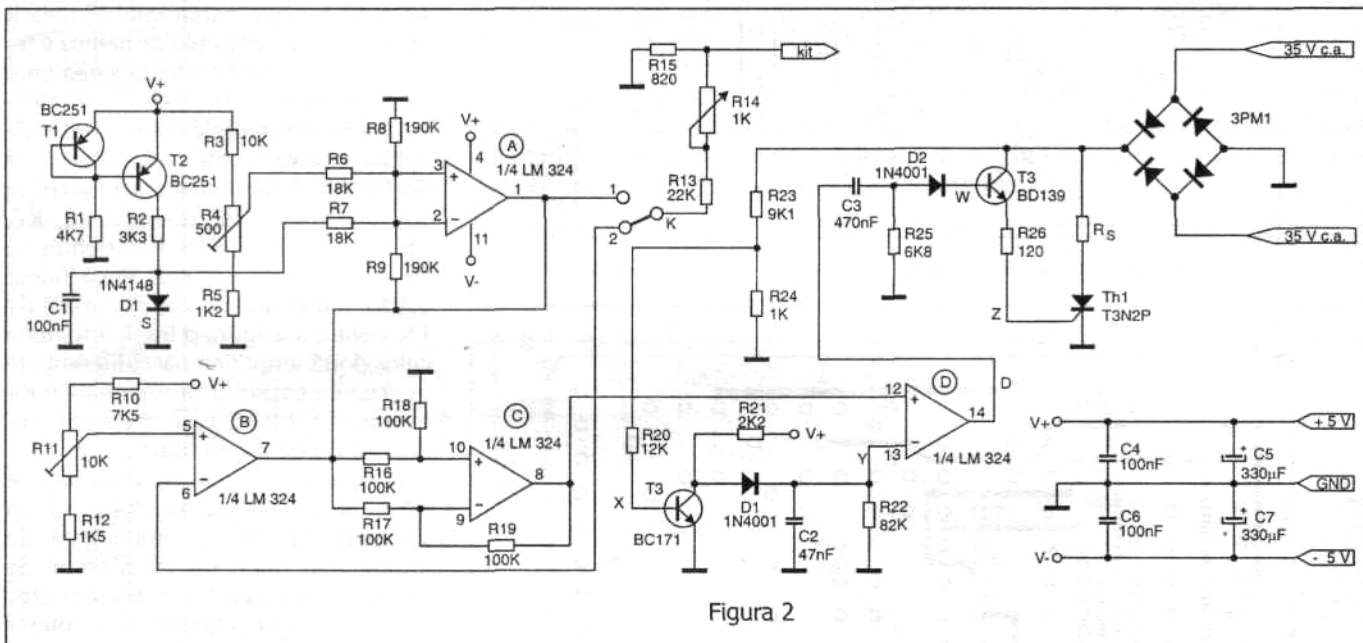 R15
820
kit
35 V c.a.
V+
BC251
T1
R3
10K
T2
BC251
R8
190K
V+
4
A
1/4 LM 324
R14
1K
3PM1
R6
18K
3
+
1
2
−
R7
18K
11
V-
R1
4K7
R2
3K3
R4
500
R13
22K
1
2
K
R23
9K1
D2
1N4001
W
T3
BD139
C3
470nF
R25
6K8
R26
120
RS
35 V c.a.
R9
190K
1N4148
D1
S
R5
1K2
C1
100nF
R24
1K
Z
Th1
T3N2P
R10
7K5
V+
R18
100K
C
1/4 LM 324
D
12
+
14
D
13
−
1/4 LM 324
R11
10K
5
+
B
7
6
−
1/4 LM 324
R16
100K
10
+
8
9
−
R17
100K
R19
100K
R20
12K
R21
2K2
V+
Y
X
T3
BC171
D1
1N4001
C2
47nF
R22
82K
R12
1K5
V+
+ 5 V
C4
100nF
+
C5
330µF
GND
C6
100nF
+
C7
330µF
V-
- 5 V
Figura 2